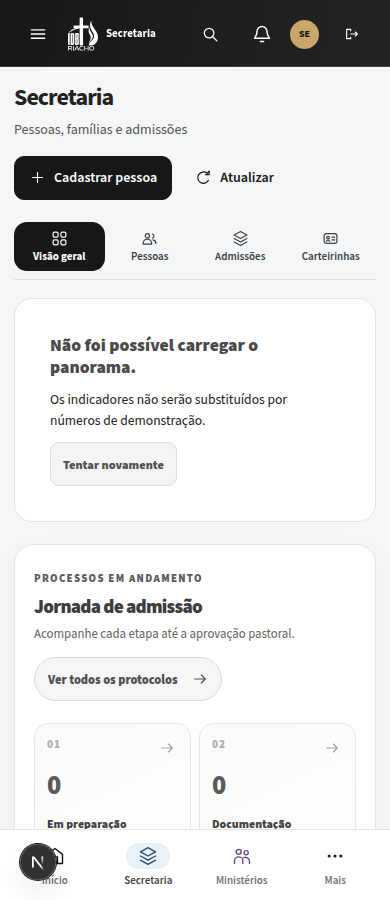 RIACHO
Secretaria
SE
Secretaria
Pessoas, famílias e admissões
Cadastrar pessoa
Atualizar
Visão geral
Pessoas
Admissões
Carteirinhas
Não foi possível carregar o
panorama.
Os indicadores não serão substituídos por
números de demonstração.
Tentar novamente
PROCESSOS EM ANDAMENTO
Jornada de admissão
Acompanhe cada etapa até a aprovação pastoral.
Ver todos os protocolos
01
02
0
0
Em preparação
Documentação
N
Início
Secretaria
Ministérios
Mais